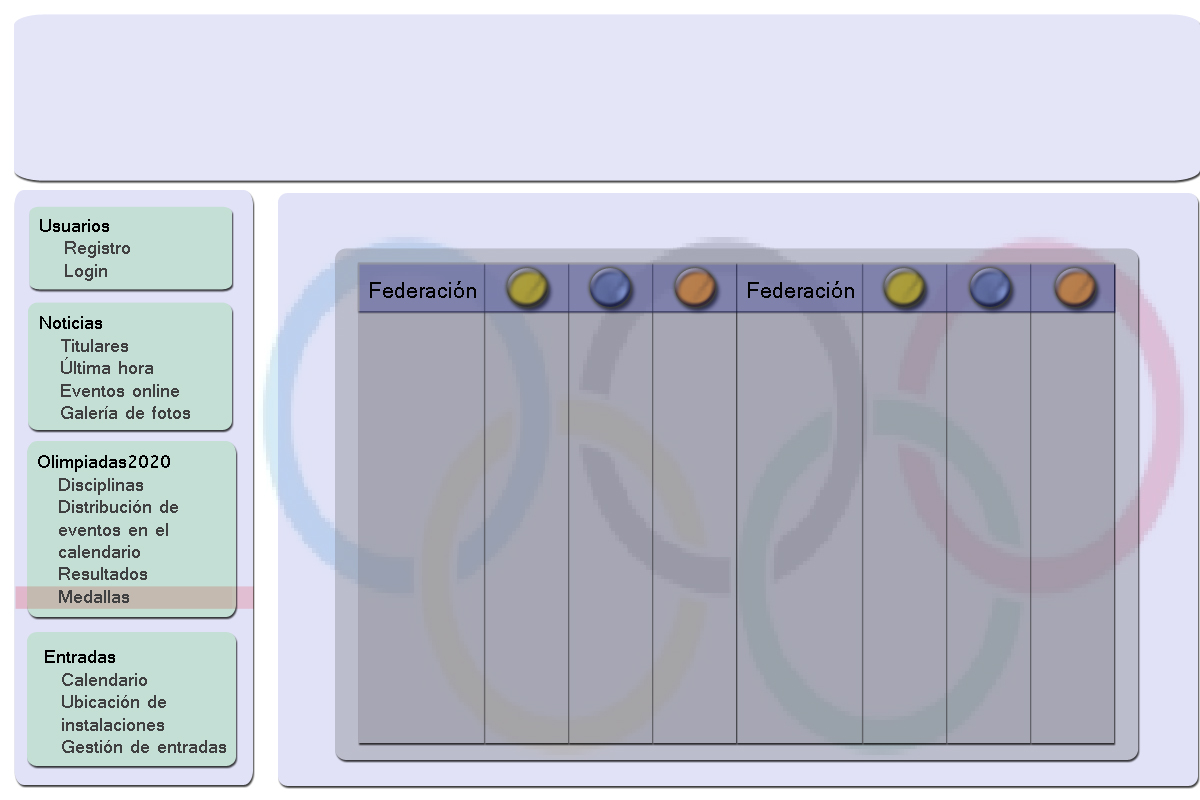 Usuarios
Registro
Login
Noticias
Titulares
Última hora
Eventos online
Galería de fotos
Olimpiadas2020
Disciplinas
Distribución de
eventos en el
calendario
Resultados
Medallas
Entradas
Calendario
Ubicación de
instalaciones
Gestión de entradas
Federación Federación